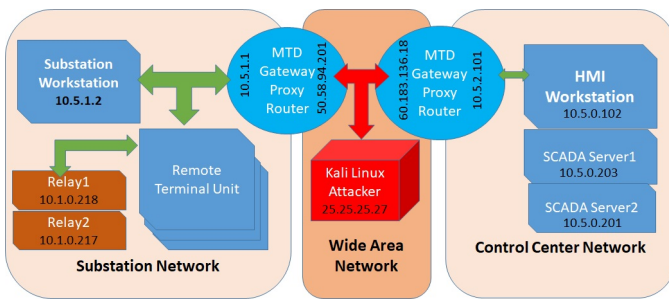 Substation
Workstation
10.5.1.2
10.5.1.1
MTD
Gateway
Proxy
Router
50.58.94.201
60.183.136.18
MTD
Gateway
Proxy
Router
10.5.2.101
HMI
Workstation
10.5.0.102
SCADA Server1
10.5.0.203
SCADA Server2
10.5.0.201
Remote
Terminal Unit
Relay1
10.1.0.218
Relay2
10.1.0.217
Kali Linux
Attacker
25.25.25.27
Substation Network
Wide Area
Network
Control Center Network